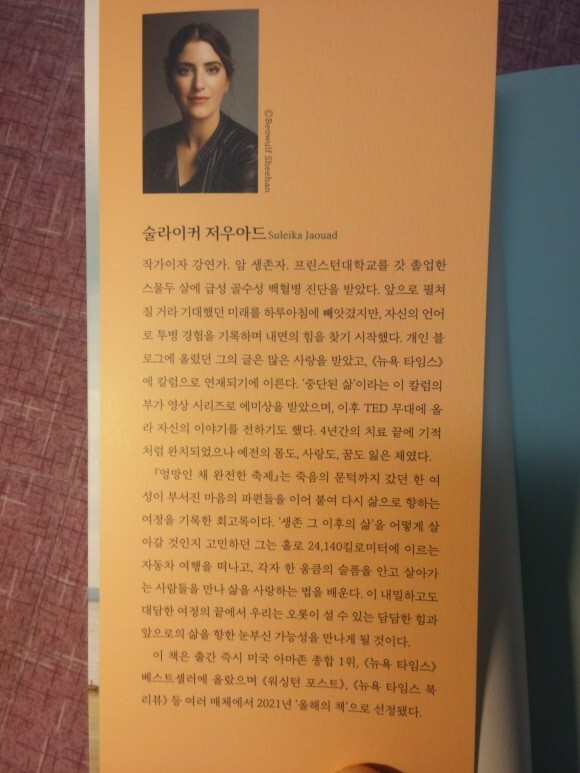 ©Beowulf Sheehan
술라이커 저우아드 Suleika Jaouad
작가이자 강연가. 암 생존자. 프린스턴대학교를 갓 졸업한
스물두 살에 급성 골수성 백혈병 진단을 받았다. 앞으로 펼쳐
질 거라 기대했던 미래를 하루아침에 빼앗겼지만, 자신의 언어
로 투병 경험을 기록하며 내면의 힘을 찾기 시작했다. 개인 블
로그에 올렸던 그의 글은 많은 사랑을 받았고, 《뉴욕 타임스》
에 칼럼으로 연재되기에 이른다. ‘중단된 삶’이라는 이 칼럼의
부가 영상 시리즈로 에미상을 받았으며, 이후 TED 무대에 올
라 자신의 이야기를 전하기도 했다. 4년간의 치료 끝에 기적
처럼 완치되었으나 예전의 몸도, 사랑도, 꿈도 잃은 채였다.
『엉망인 채 완전한 축제』는 죽음의 문턱까지 갔던 한 여
성이 부서진 마음의 파편들을 이어 붙여 다시 삶으로 향하는
여정을 기록한 회고록이다. ‘생존 그 이후의 삶’을 어떻게 살
아갈 것인지 고민하던 그는 홀로 24,140킬로미터에 이르는
자동차 여행을 떠나고, 각자 한 움큼의 슬픔을 안고 살아가
는 사람들을 만나 삶을 사랑하는 법을 배운다. 이 내밀하고도
대담한 여정의 끝에서 우리는 오롯이 설 수 있는 담담한 힘과
앞으로의 삶을 향한 눈부신 가능성을 만나게 될 것이다.
이 책은 출간 즉시 미국 아마존 종합 1위, 《뉴욕 타임스》
베스트셀러에 올랐으며 《워싱턴 포스트》, 《뉴욕 타임스 북
리뷰》 등 여러 매체에서 2021년 ‘올해의 책’으로 선정됐다.